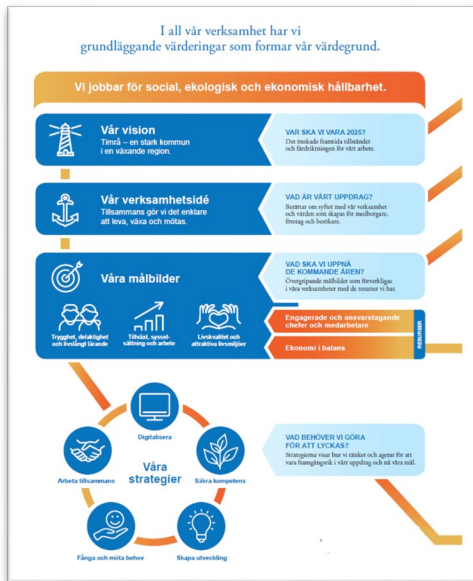 I all vår verksamhet har vi
grundläggande värderingar som formar vår värdegrund.
Vi jobbar för social, ekologisk och ekonomisk hållbarhet.
Vår vision
Timrå – en stark kommun
i en växande region.
VAR SKA VI VARA 2025?
Det önskade framtida tillståndet
och färdriktningen för vårt arbete.
Vår verksamhetsidé
Tillsammans gör vi det enklare
att leva, växa och mötas.
VAD ÄR VÅRT UPPDRAG?
Berättar om syftet med vår verksamhet
och värden som skapas för medborgare,
företag och besökare.
Våra målbilder
VAD SKA VI UPPNÅ
DE KOMMANDE ÅREN?
Övergripande målbilder som förverkligas
i våra verksamheter med de resurser vi har.
Trygghet, delaktighet
och livslångt lärande
Tillväxt, syssel-
sättning och arbete
Livskvalitet och
attraktiva livsmiljöer
Engagerade och ansvarstagande
chefer och medarbetare
Ekonomi i balans
RESURSER
Våra
strategier
Digitalisera
Säkra kompetens
Skapa utveckling
Fånga och möta behov
Arbeta tillsammans
VAD BEHÖVER VI GÖRA
FÖR ATT LYCKAS?
Strategierna visar hur vi tänker och agerar för att
vara framgångsrik i vårt uppdrag och nå våra mål.